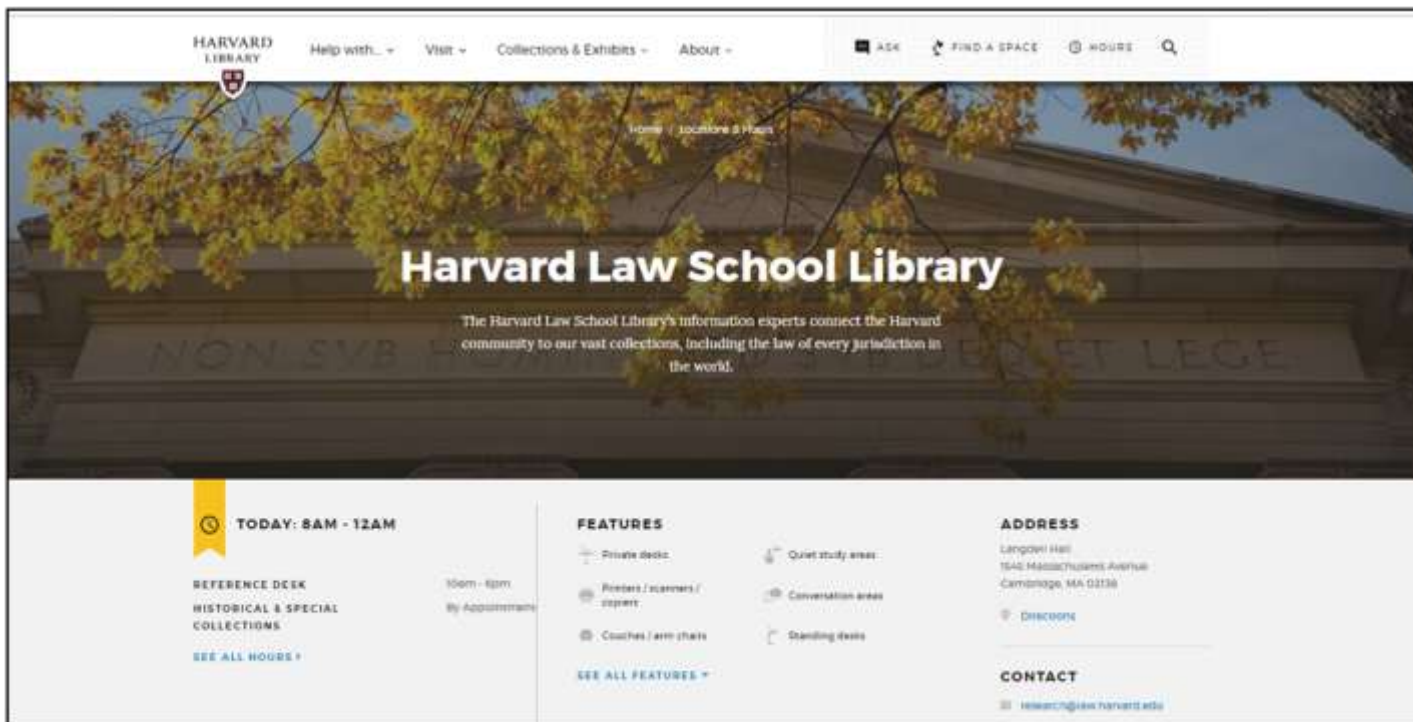 HARVARD
LIBRARY
Help with...
Visit
Collections & Exhibits
About
ASK
FIND A SPACE
HOURS
Home / Locations & Hours
Harvard Law School Library
The Harvard Law School Library's information experts connect the Harvard
community to our vast collections, including the law of every jurisdiction in
the world.
NON SVB DEO ET LEGE
TODAY: 8AM - 12AM
REFERENCE DESK
10am - 6pm
HISTORICAL & SPECIAL
COLLECTIONS
By Appointment
SEE ALL HOURS
FEATURES
Private desks
Quiet study areas
Printers / scanners /
copiers
Conversation areas
Couches / arm chairs
Standing desks
SEE ALL FEATURES
ADDRESS
Langdell Hall
1545 Massachusetts Avenue
Cambridge, MA 02138
Directions
CONTACT
research@law.harvard.edu